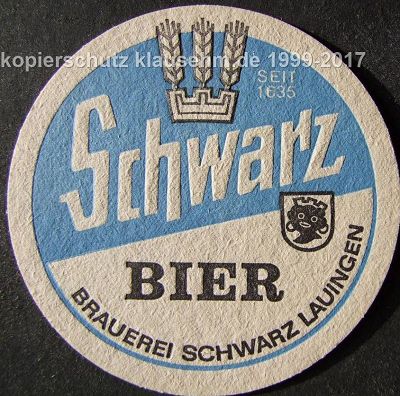 kopierschutz klausehm.de 1999-2017
SEIT
1635
Schwarz
BIER
BRAUEREI SCHWARZ LAUINGEN